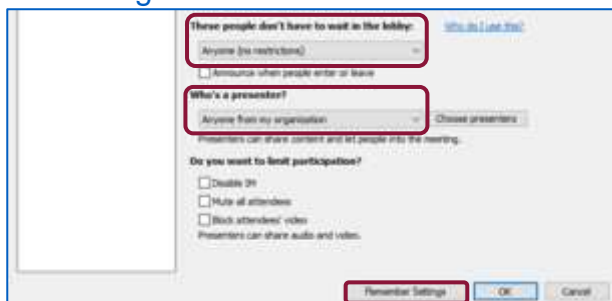 These people don't have to wait in the lobby:
Who do I use this?
Anyone (no restrictions)
Announce when people enter or leave
Who's a presenter?
Anyone from my organisation
Choose presenters
Presenters can share content and let people into the meeting.
Do you want to limit participation?
Disable IM
Mute all attendees
Block attendees' video
Presenters can share audio and video.
Remember Settings
OK
Cancel